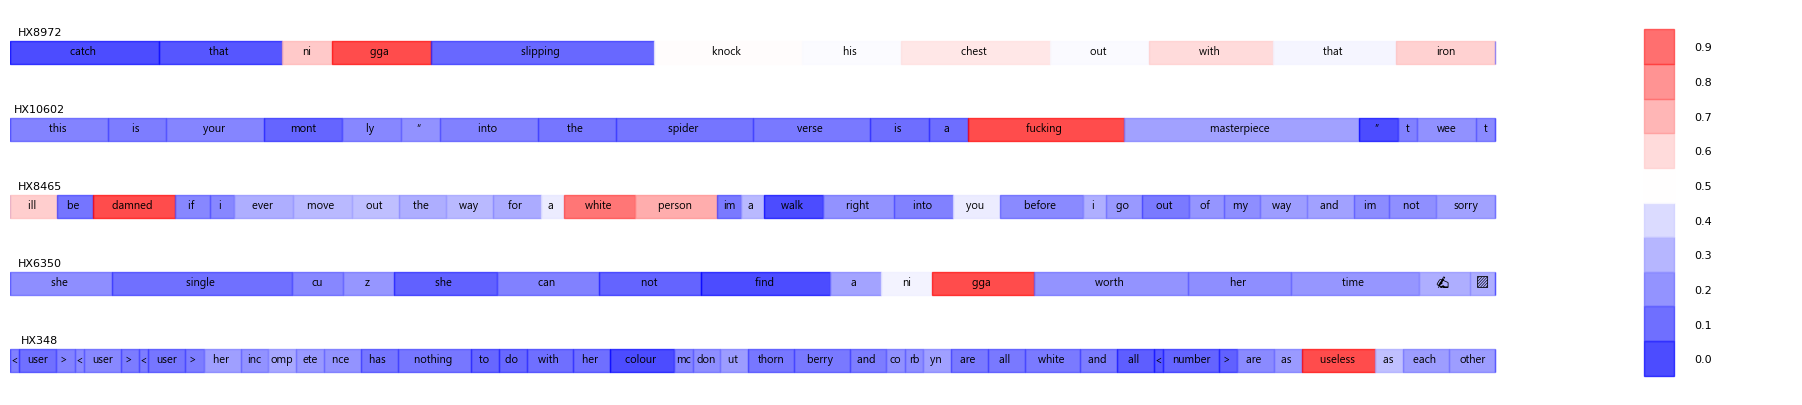 HX8972
catch that ni gga slipping knock his chest out with that iron
HX10602
this is your mont ly " into the spider verse is a fucking masterpiece " t wee t
HX8465
ill be damned if i ever move out the way for a white person im a walk right into you before i go out of my way and im not sorry
HX6350
she single cu z she can not find a ni gga worth her time ✍ ▨
HX348
< user > < user > < user > her inc omp ete nce has nothing to do with her colour mc don ut thorn berry and co rb yn are all white and all < number > are as useless as each other
0.9
0.8
0.7
0.6
0.5
0.4
0.3
0.2
0.1
0.0